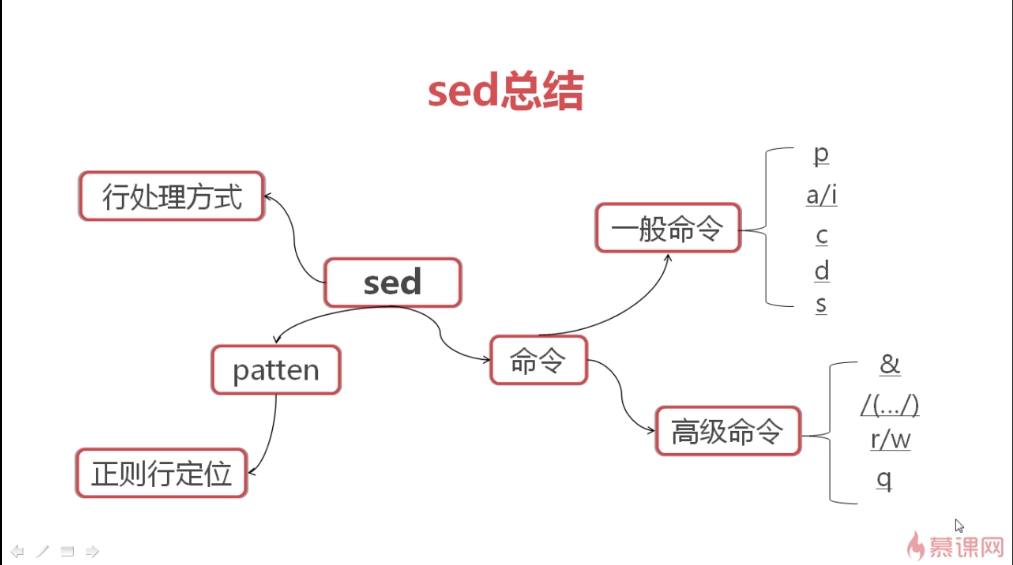 sed总结
行处理方式
sed
patten
正则行定位
命令
一般命令
p
a/i
c
d
s
高级命令
&
/(.../)
r/w
q
慕课网